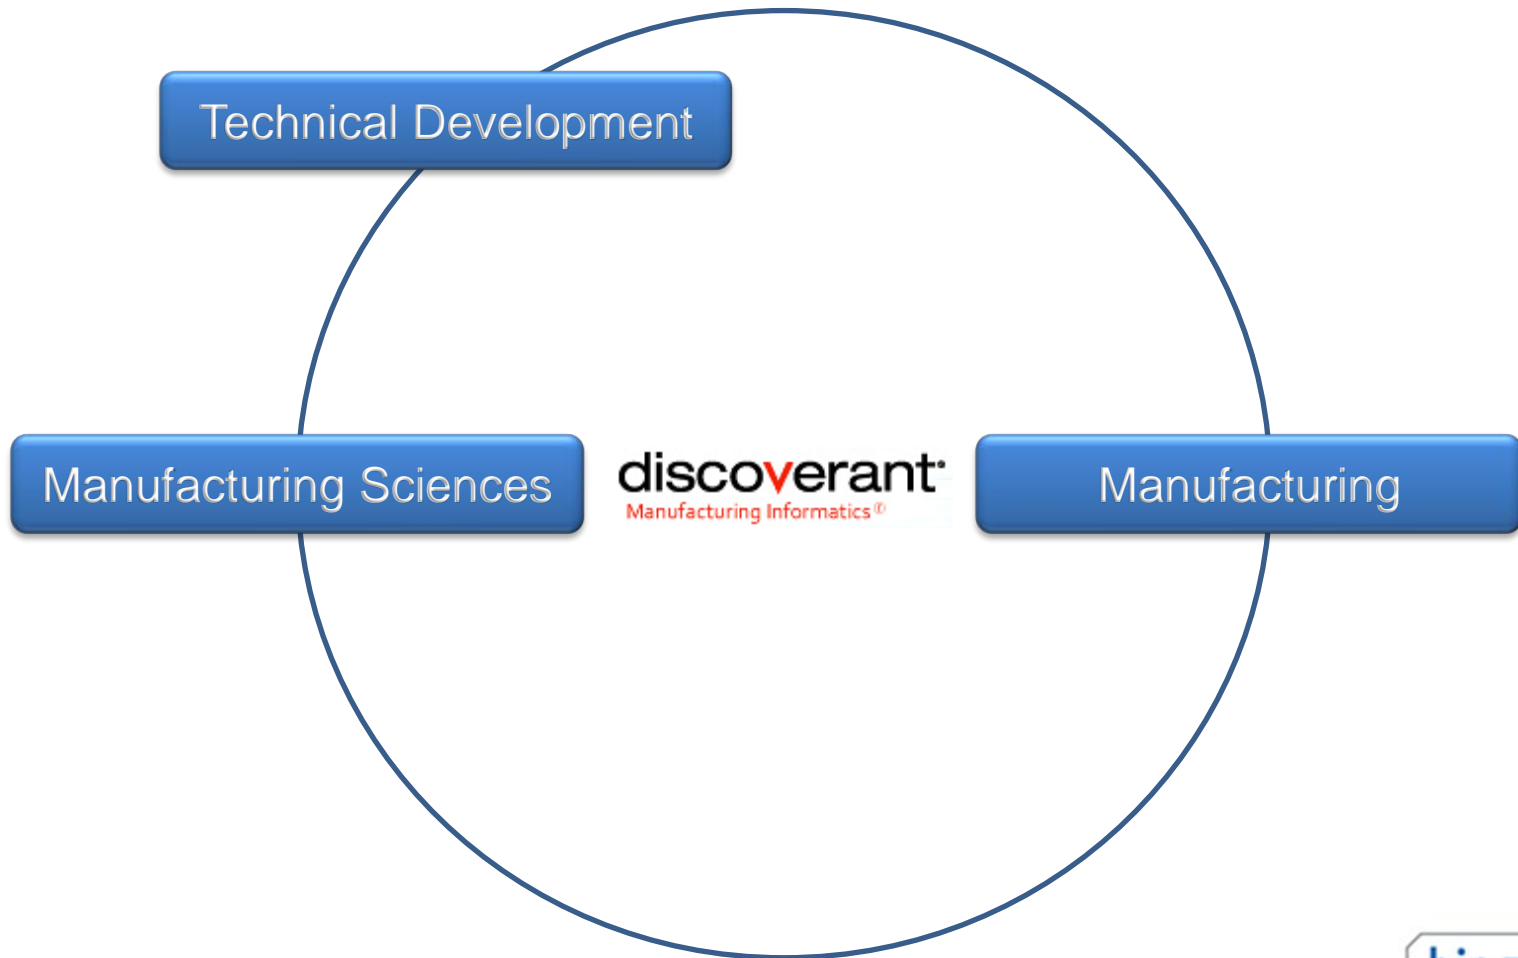 Technical Development
Manufacturing Sciences
discoverant
Manufacturing Informatics
Manufacturing